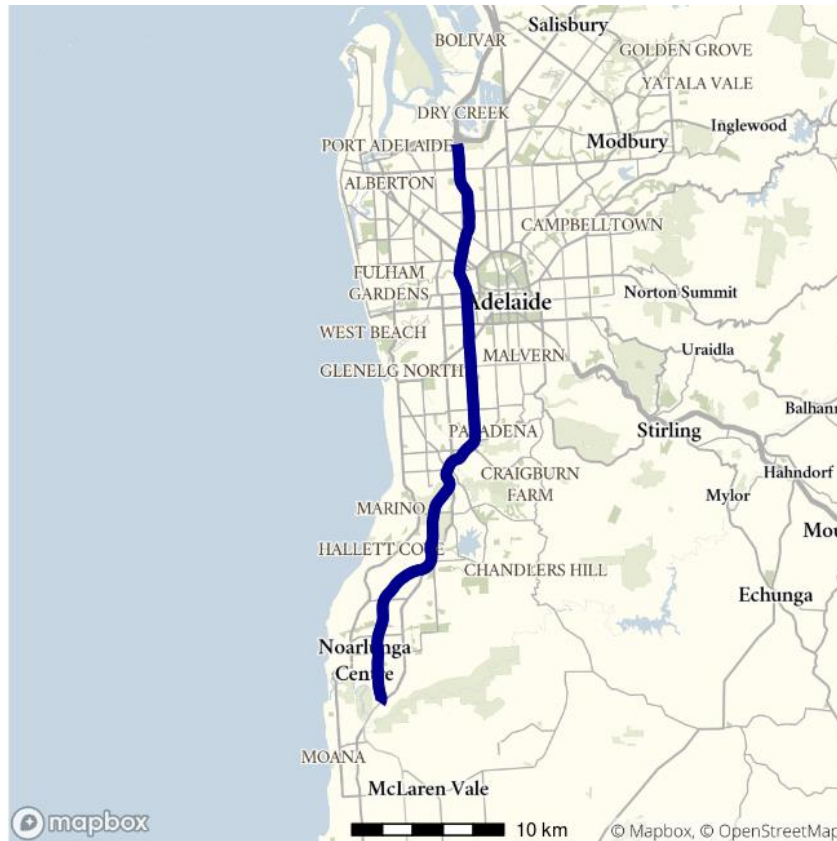 Salisbury
BOLIVAR
GOLDEN GROVE
YATALA VALE
DRY CREEK
Inglewood
PORT ADELAIDE
Modbury
ALBERTON
CAMPBELLTOWN
FULHAM
GARDENS
Norton Summit
Adelaide
WEST BEACH
MALVERN
Uraidla
GLENELG NORTH
Balhann
PASADENA
Stirling
CRAIGBURN
FARM
Hahndorf
Mylor
MARINO
Mou
HALLETT COVE
CHANDLERS HILL
Echunga
Noarlunga
Centre
MOANA
McLaren Vale
mapbox
10 km
© Mapbox, © OpenStreetMap